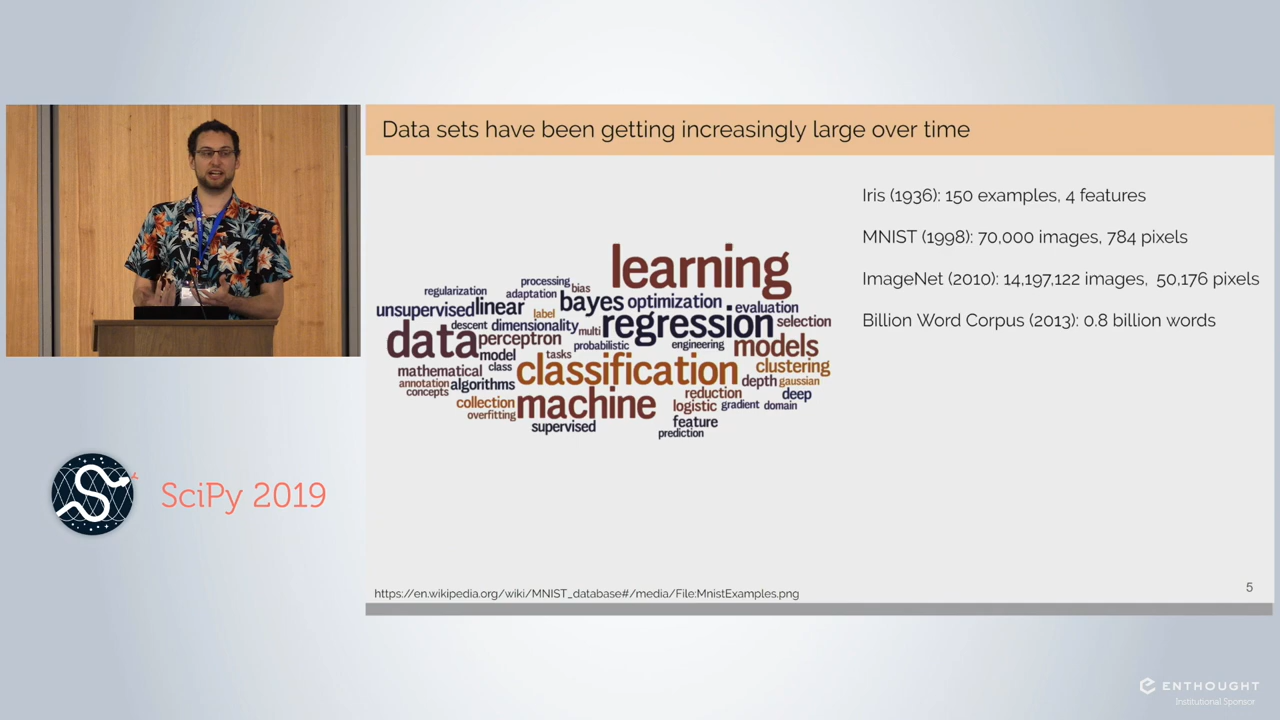 Data sets have been getting increasingly large over time
Iris (1936): 150 examples, 4 features
MNIST (1998): 70,000 images, 784 pixels
ImageNet (2010): 14,197,122 images, 50,176 pixels
Billion Word Corpus (2013): 0.8 billion words
learning
processing
bias
regularization
adaptation
bayes
optimization
unsupervised
linear
label
evaluation
descent
dimensionality
multi
regression
selection
data
perceptron
probabilistic
engineering
models
model
tasks
mathematical
class
classification
clustering
annotation
algorithms
depth
gaussian
concepts
reduction
deep
collection
machine
logistic
gradient
domain
overfitting
feature
supervised
prediction
SciPy 2019
https://en.wikipedia.org/wiki/MNIST_database#/media/File:MnistExamples.png
5
ENTHOUGHT
Institutional Sponsor